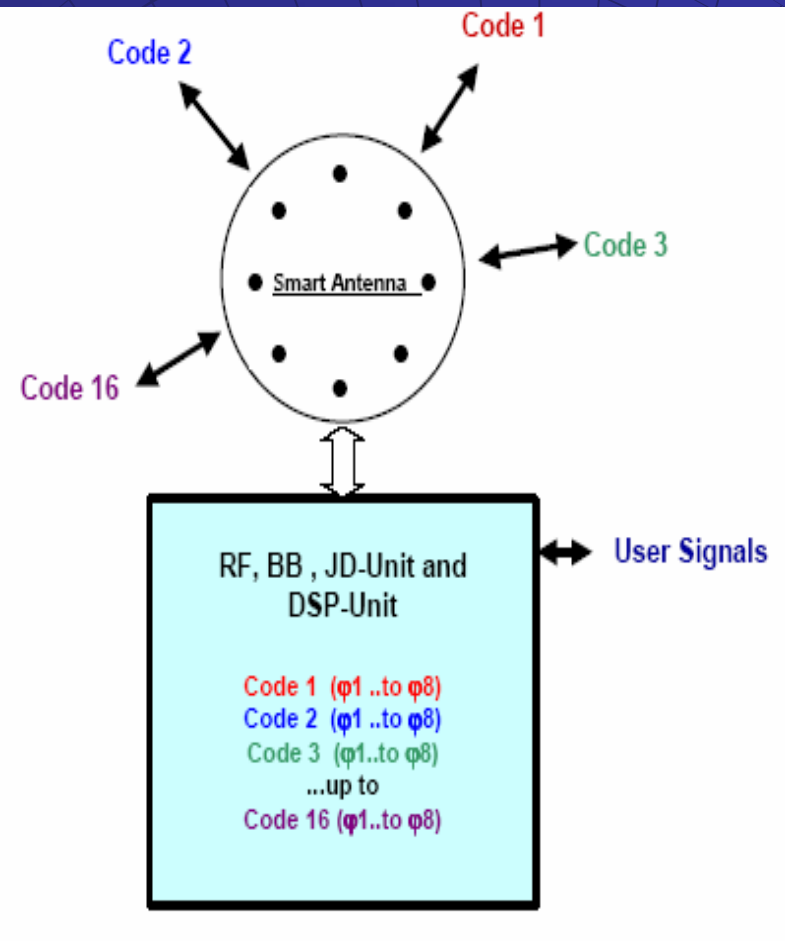 Code 1
Code 2
Code 3
Smart Antenna
Code 16
RF, BB , JD-Unit and
DSP-Unit
User Signals
Code 1 (φ1 ..to φ8)
Code 2 (φ1 ..to φ8)
Code 3 (φ1..to φ8)
...up to
Code 16 (φ1..to φ8)